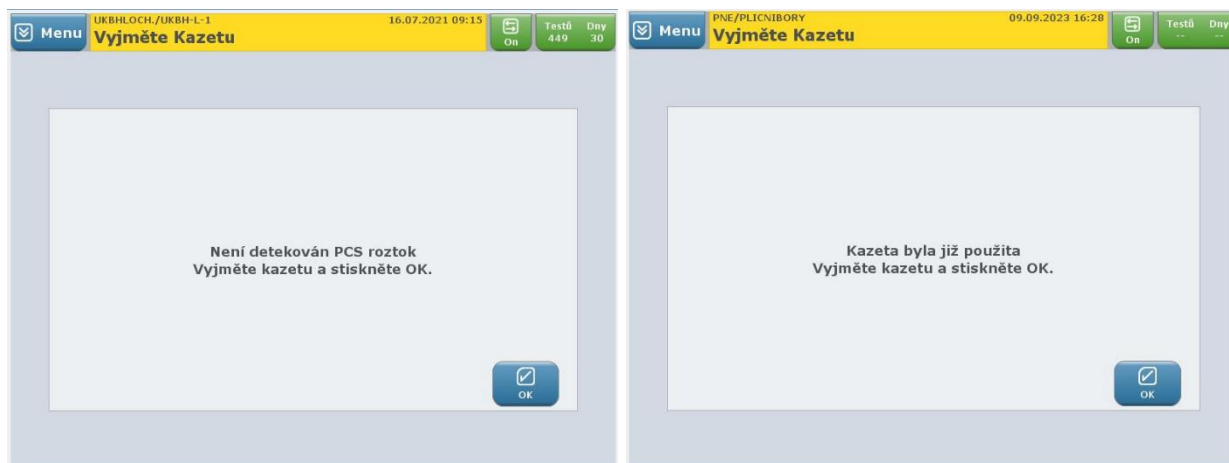 Menu
UKBHLOCH./UKBH-L-1 16.07.2021 09:15
Vyjměte Kazetu
On
Testů Dny
449 30
Není detekován PCS roztok
Vyjměte kazetu a stiskněte OK.
OK
Menu
PNE/PLICNIBORY 09.09.2023 16:28
Vyjměte Kazetu
On
Testů Dny
-- --
Kazeta byla již použita
Vyjměte kazetu a stiskněte OK.
OK